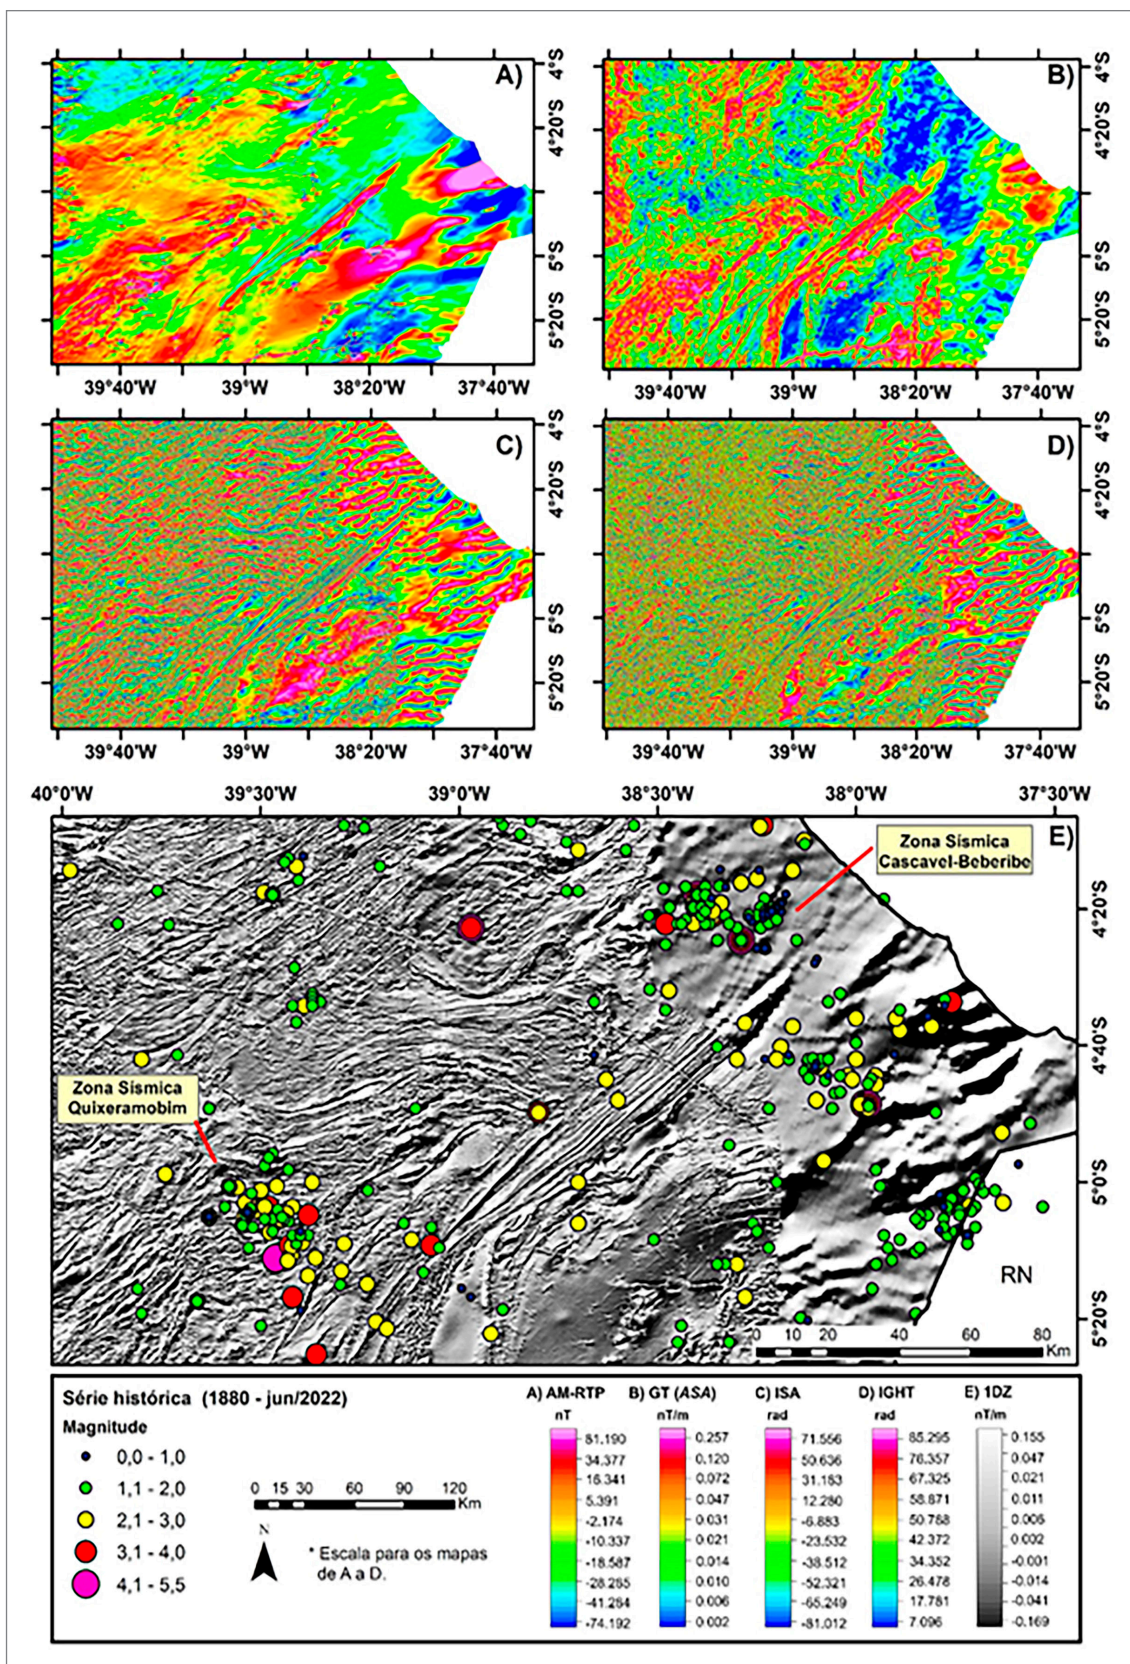 A)
4°S
4°20'S
5°S
5°20'S
39°40'W
39°W
38°20'W
37°40'W
B)
4°S
4°20'S
5°S
5°20'S
39°40'W
39°W
38°20'W
37°40'W
C)
4°S
4°20'S
5°S
5°20'S
39°40'W
39°W
38°20'W
37°40'W
D)
4°S
4°20'S
5°S
5°20'S
39°40'W
39°W
38°20'W
37°40'W
40°0'W
39°30'W
39°0'W
38°30'W
38°0'W
37°30'W
E)
Zona Sísmica
Cascavel-Beberibe
4°20'S
4°40'S
Zona Sísmica
Quixeramobim
5°0'S
RN
5°20'S
0 10 20 40 60 80
Km
Série histórica (1880 - jun/2022)
Magnitude
0,0 - 1,0
1,1 - 2,0
2,1 - 3,0
3,1 - 4,0
4,1 - 5,5
0 15 30 60 90 120
Km
N
* Escala para os mapas
de A a D.
A) AM-RTP
nT
81.190
34.377
16.341
5.391
-2.174
-10.337
-18.587
-28.285
-41.284
-74.192
B) GT (ASA)
nT/m
0.257
0.120
0.072
0.047
0.031
0.021
0.014
0.010
0.006
0.002
C) ISA
rad
71.556
50.636
31.183
12.280
-6.883
-23.532
-38.512
-52.321
-65.249
-81.012
D) IGHT
rad
85.295
76.357
67.325
58.871
50.788
42.372
34.352
26.478
17.781
7.096
E) 1DZ
nT/m
0.155
0.047
0.021
0.011
0.006
0.002
-0.001
-0.014
-0.041
-0.169